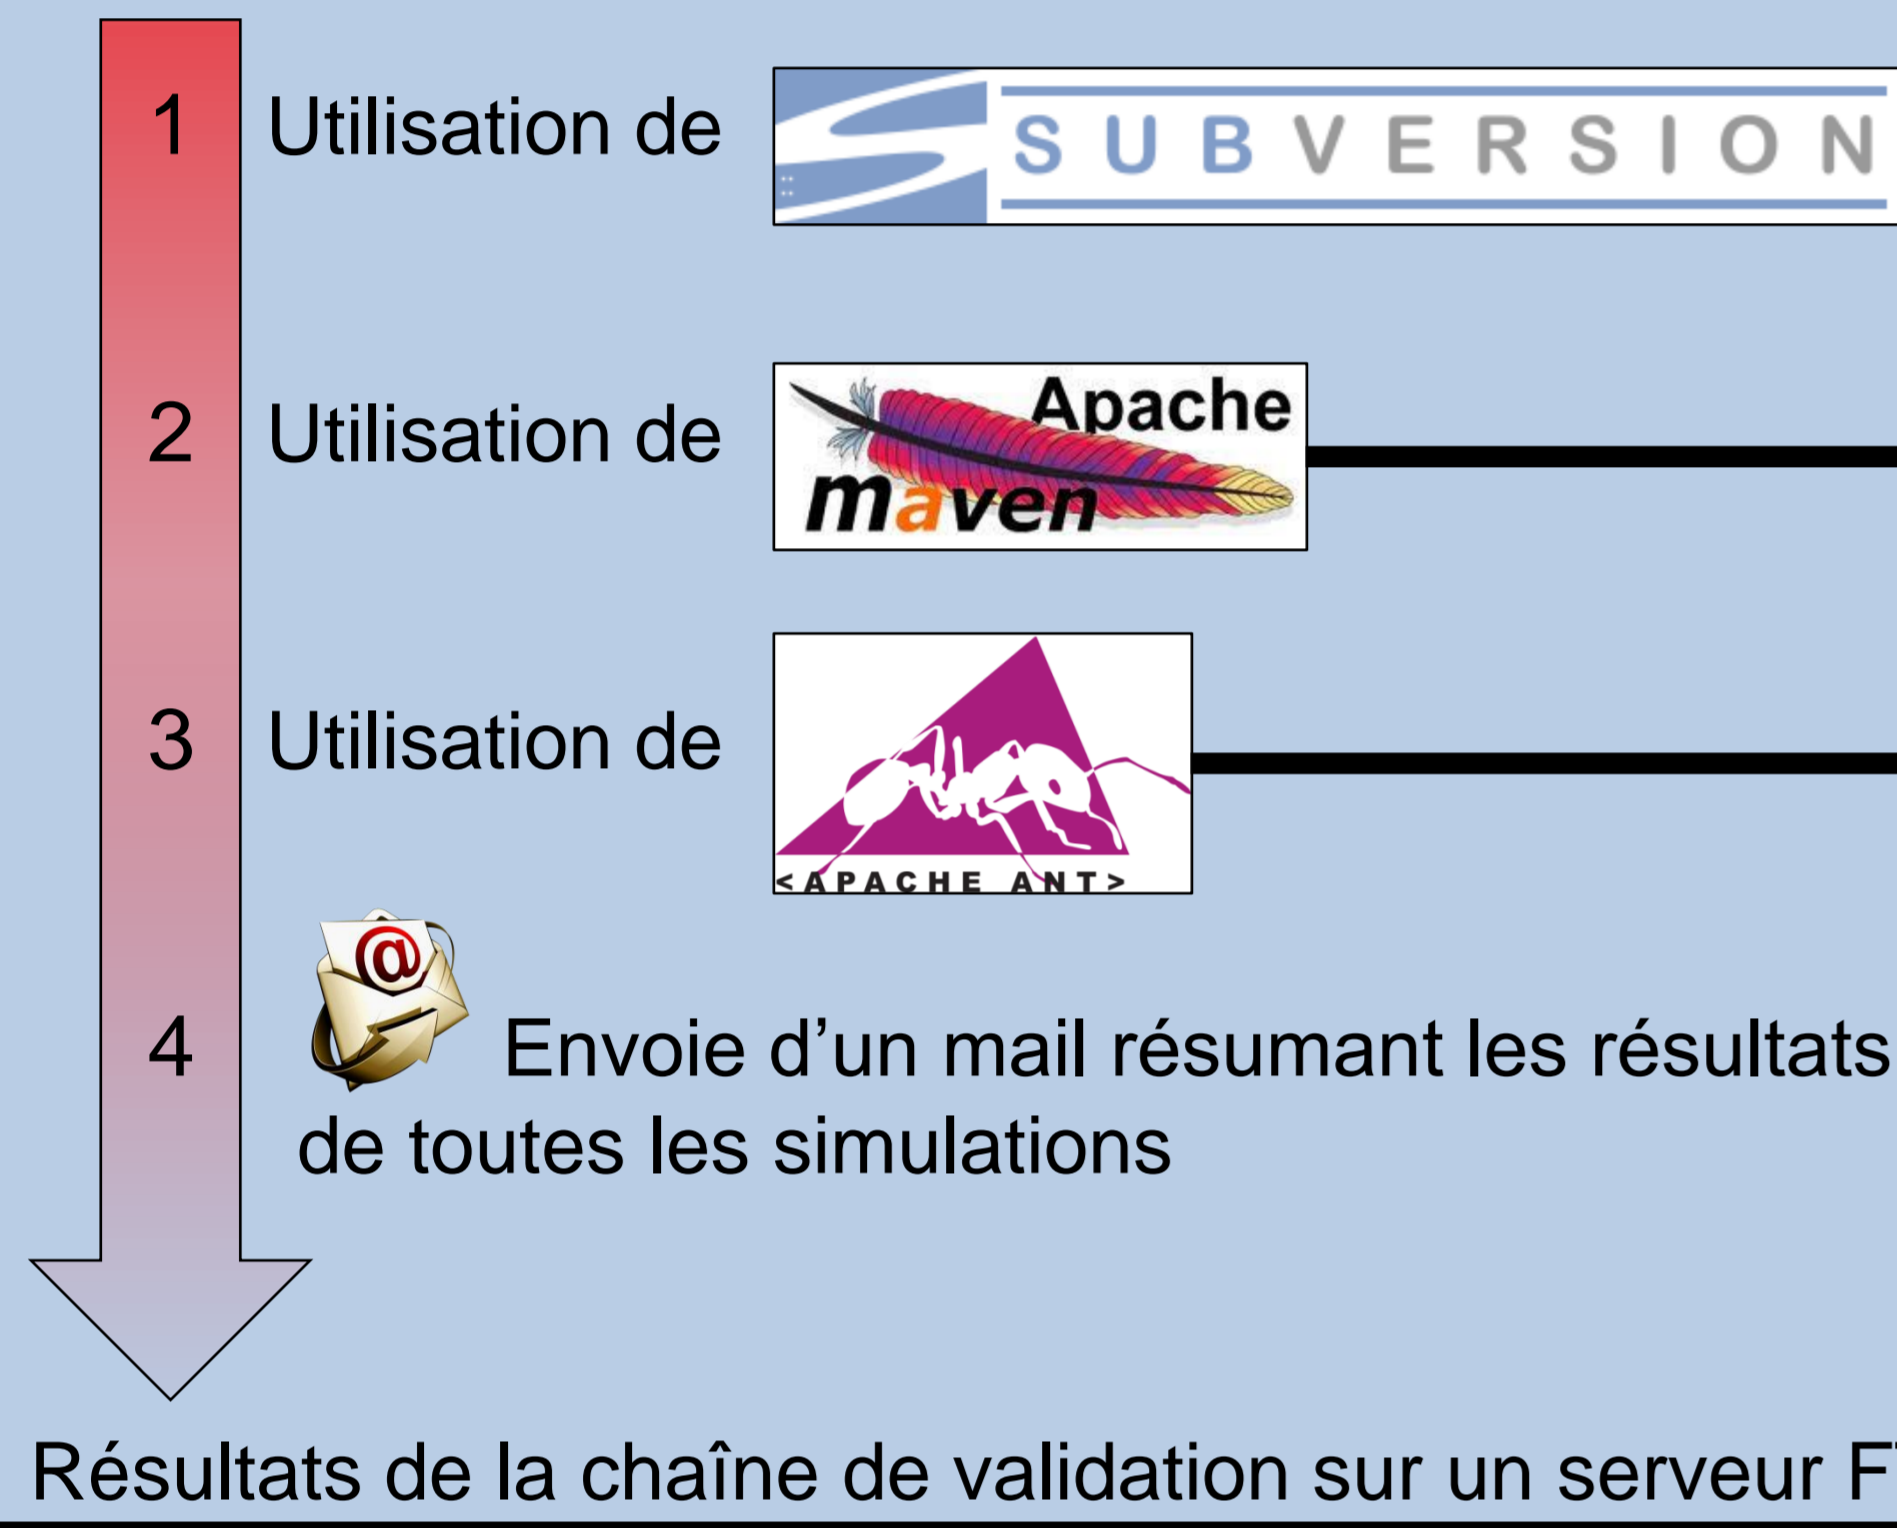 1 Utilisation de SUBVERSION
2 Utilisation de Apache maven
3 Utilisation de <APACHE ANT>
@
4 Envoie d’un mail résumant les résultats
de toutes les simulations
Résultats de la chaîne de validation sur un serveur